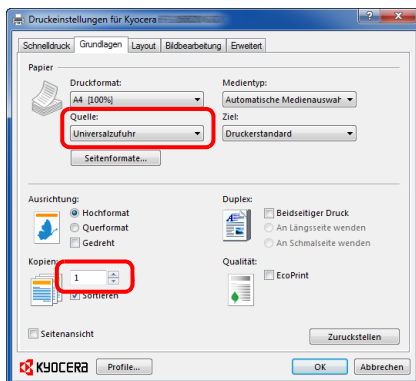 Druckeinstellungen für Kyocera
Schnelldruck Grundlagen Layout Bildbearbeitung Erweitert
Papier
Druckformat: Medientyp:
A4 [100%] Automatische Medienauswahl
Quelle: Ziel:
Universalzufuhr Druckerstandard
Seitenformate...
Ausrichtung: Duplex:
Hochformat Beidseitiger Druck
Querformat An Längsseite wenden
Gedreht An Schmalseite wenden
Kopien: Qualität:
1 EcoPrint
Sortieren
Seitenansicht Zurückstellen
KYOCERA Profile... OK Abbrechen